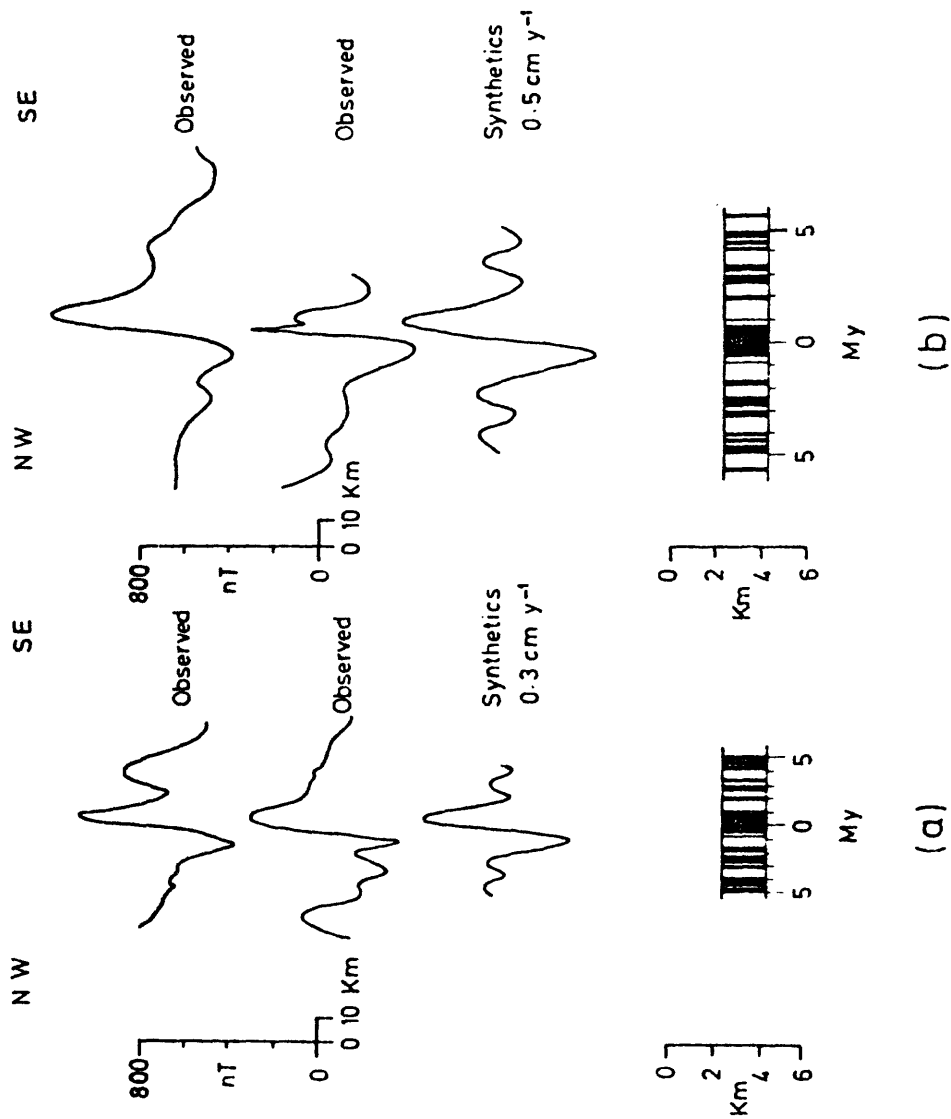 NW
SE
800
nT
0
0 10 Km
Observed
Observed
Synthetics
0·3 cm y⁻¹
0
2
4
6
Km
5
0
5
My
(a)
NW
SE
800
nT
0
0 10 Km
Observed
Observed
Synthetics
0·5 cm y⁻¹
0
2
4
6
Km
5
0
5
My
(b)